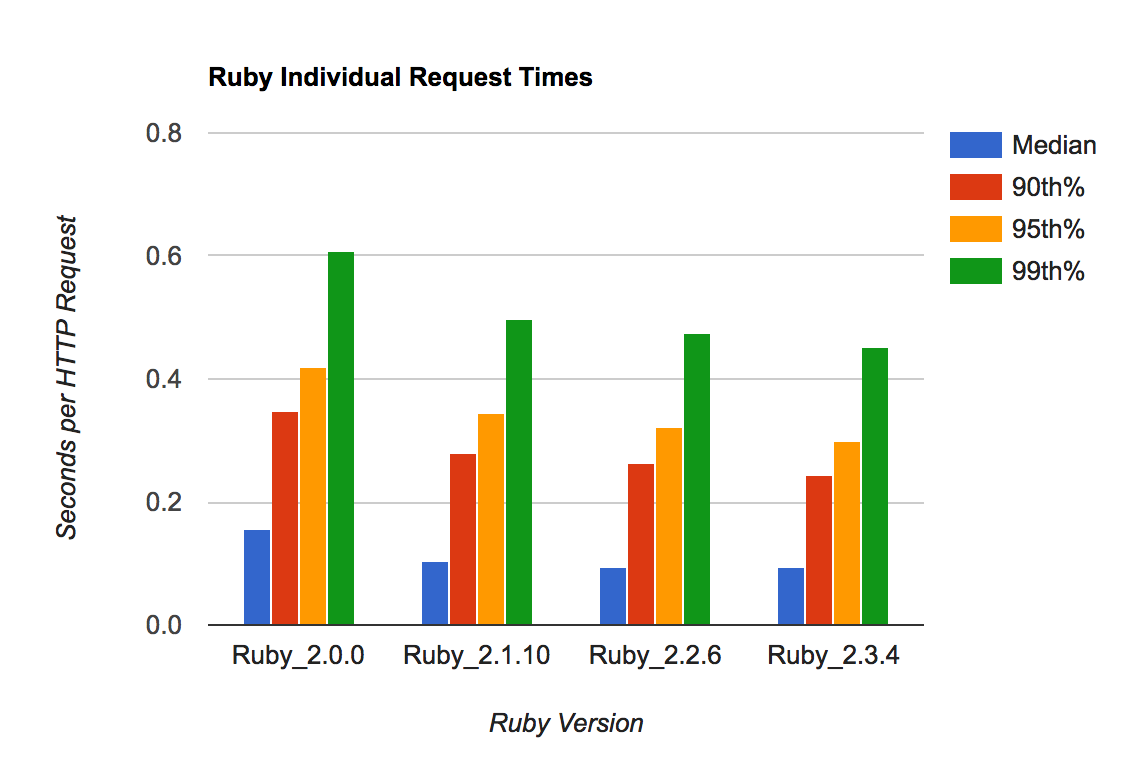 Ruby Individual Request Times
0.8
0.6
0.4
0.2
0.0
Seconds per HTTP Request
Ruby_2.0.0
Ruby_2.1.10
Ruby_2.2.6
Ruby_2.3.4
Ruby Version
Median
90th%
95th%
99th%